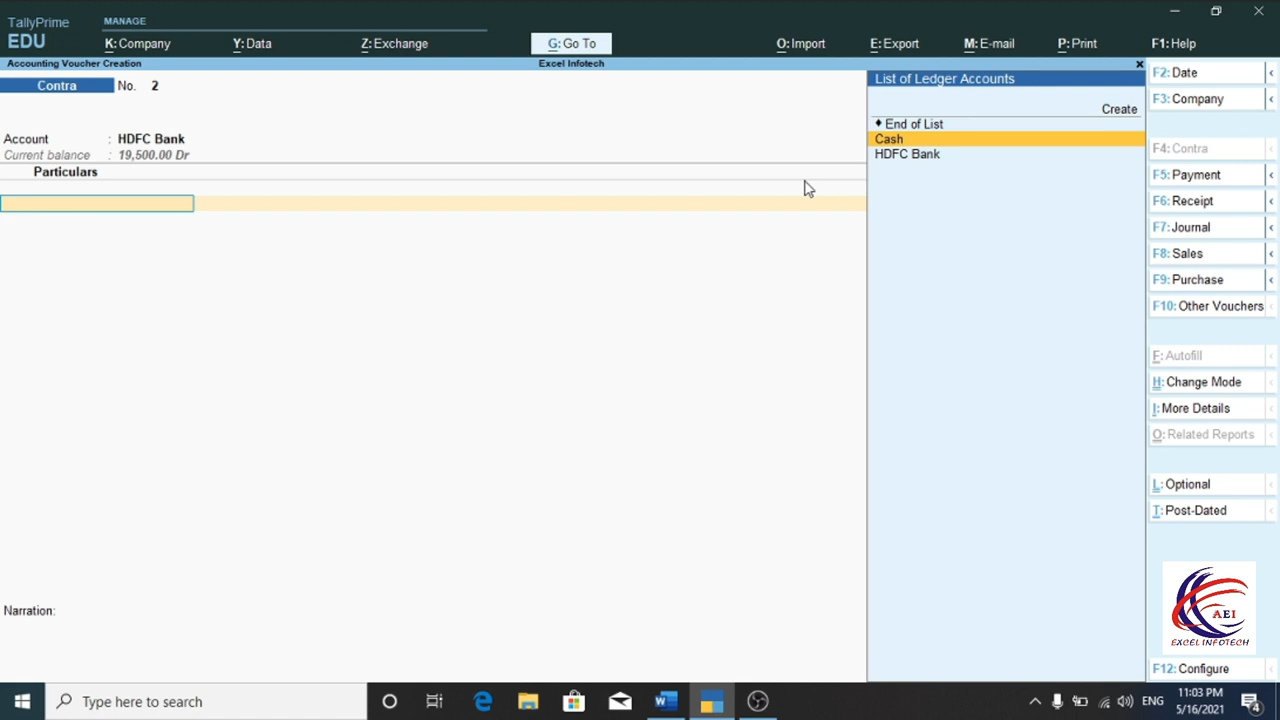 TallyPrime
EDU
MANAGE
K: Company
Y: Data
Z: Exchange
G: Go To
O: Import
E: Export
M: E-mail
P: Print
F1: Help
Accounting Voucher Creation
Excel Infotech
Contra No. 2
Account : HDFC Bank
Current balance : 19,500.00 Dr
Particulars
Narration:
List of Ledger Accounts
Create
♦ End of List
Cash
HDFC Bank
F2: Date
F3: Company
F4: Contra
F5: Payment
F6: Receipt
F7: Journal
F8: Sales
F9: Purchase
F10: Other Vouchers
F: Autofill
H: Change Mode
I: More Details
O: Related Reports
L: Optional
T: Post-Dated
AEI
EXCEL INFOTECH
F12: Configure
Type here to search
ENG
11:03 PM
5/16/2021
4